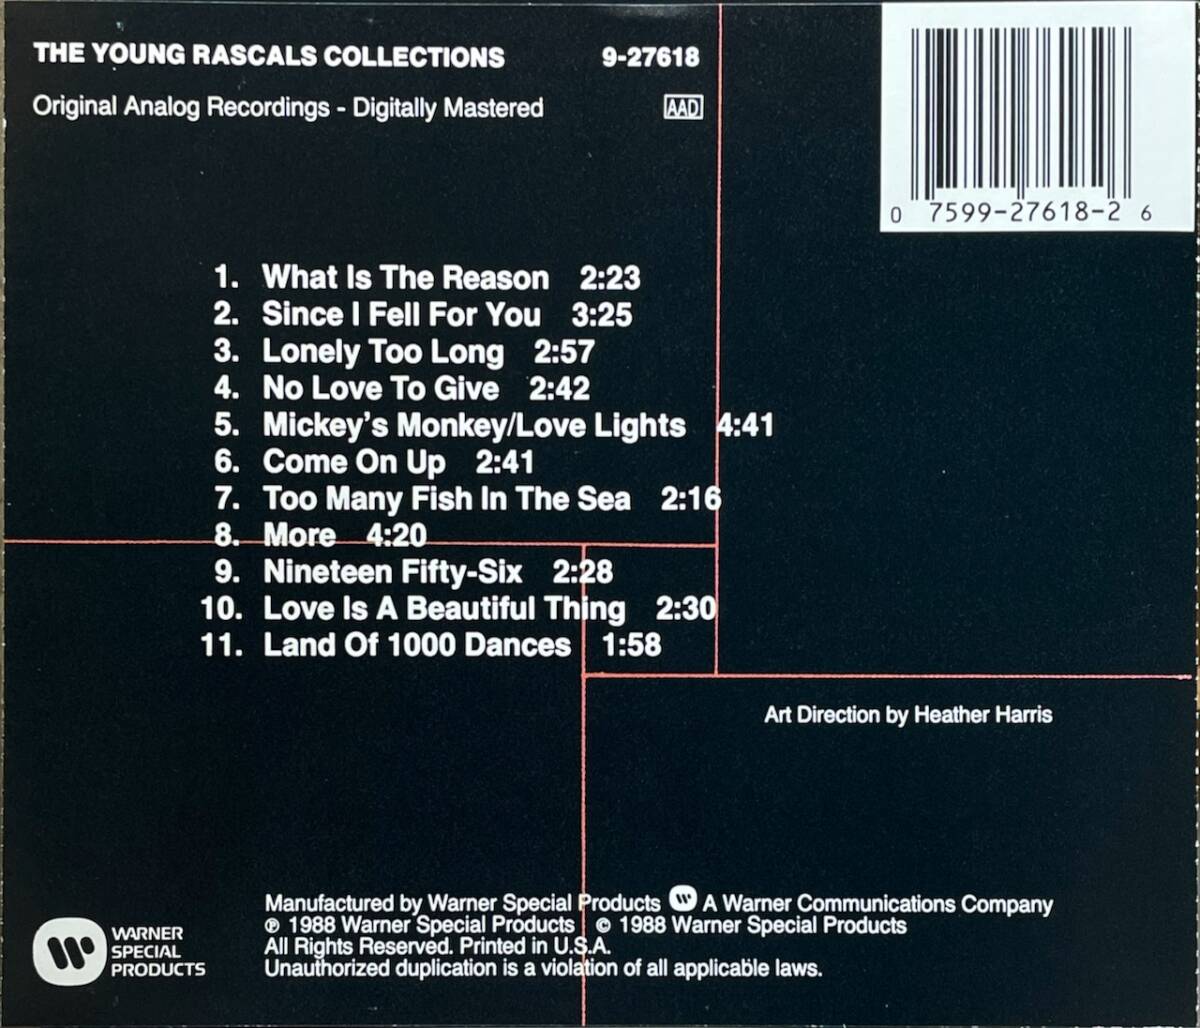 THE YOUNG RASCALS COLLECTIONS 9-27618
Original Analog Recordings - Digitally Mastered AAD
0 7599-27618-2 6
1. What Is The Reason 2:23
2. Since I Fell For You 3:25
3. Lonely Too Long 2:57
4. No Love To Give 2:42
5. Mickey's Monkey/Love Lights 4:41
6. Come On Up 2:41
7. Too Many Fish In The Sea 2:16
8. More 4:20
9. Nineteen Fifty-Six 2:28
10. Love Is A Beautiful Thing 2:30
11. Land Of 1000 Dances 1:58
Art Direction by Heather Harris
WARNER
SPECIAL
PRODUCTS
Manufactured by Warner Special Products A Warner Communications Company
℗ 1988 Warner Special Products © 1988 Warner Special Products
All Rights Reserved. Printed in U.S.A.
Unauthorized duplication is a violation of all applicable laws.